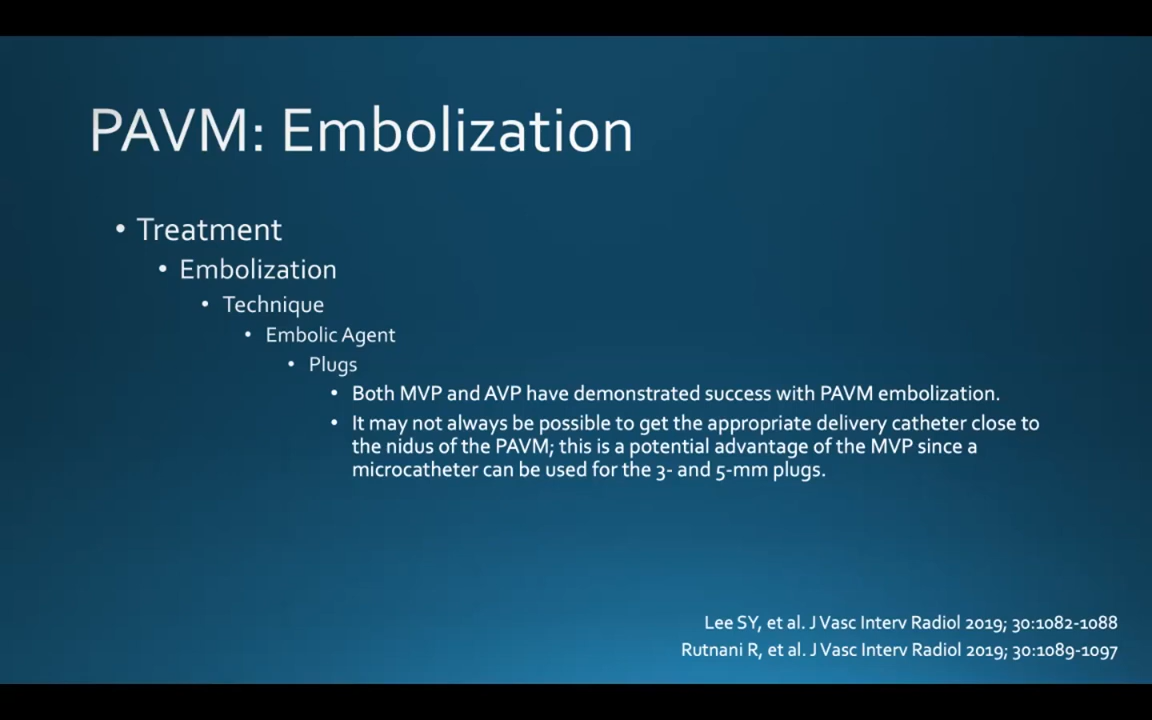 PAVM: Embolization
• Treatment
• Embolization
• Technique
• Embolic Agent
• Plugs
• Both MVP and AVP have demonstrated success with PAVM embolization.
• It may not always be possible to get the appropriate delivery catheter close to
the nidus of the PAVM; this is a potential advantage of the MVP since a
microcatheter can be used for the 3- and 5-mm plugs.
Lee SY, et al. J Vasc Interv Radiol 2019; 30:1082-1088
Rutnani R, et al. J Vasc Interv Radiol 2019; 30:1089-1097